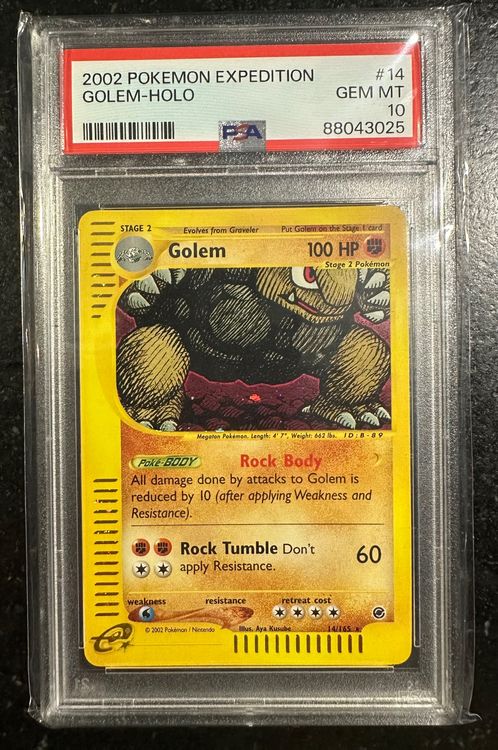 2002 POKEMON EXPEDITION #14
GOLEM-HOLO GEM MT
10
PSA 88043025
STAGE 2 Evolves from Graveler Put Golem on the Stage 1 card
Golem 100 HP
Stage 2 Pokémon
Megaton Pokémon. Length: 4' 7", Weight: 662 lbs. ID:B-89
Poké-BODY Rock Body
All damage done by attacks to Golem is
reduced by 10 (after applying Weakness and
Resistance).
Rock Tumble Don't 60
apply Resistance.
weakness resistance retreat cost
© 2002 Pokémon / Nintendo Illus. Aya Kusube 14/165 ★
e